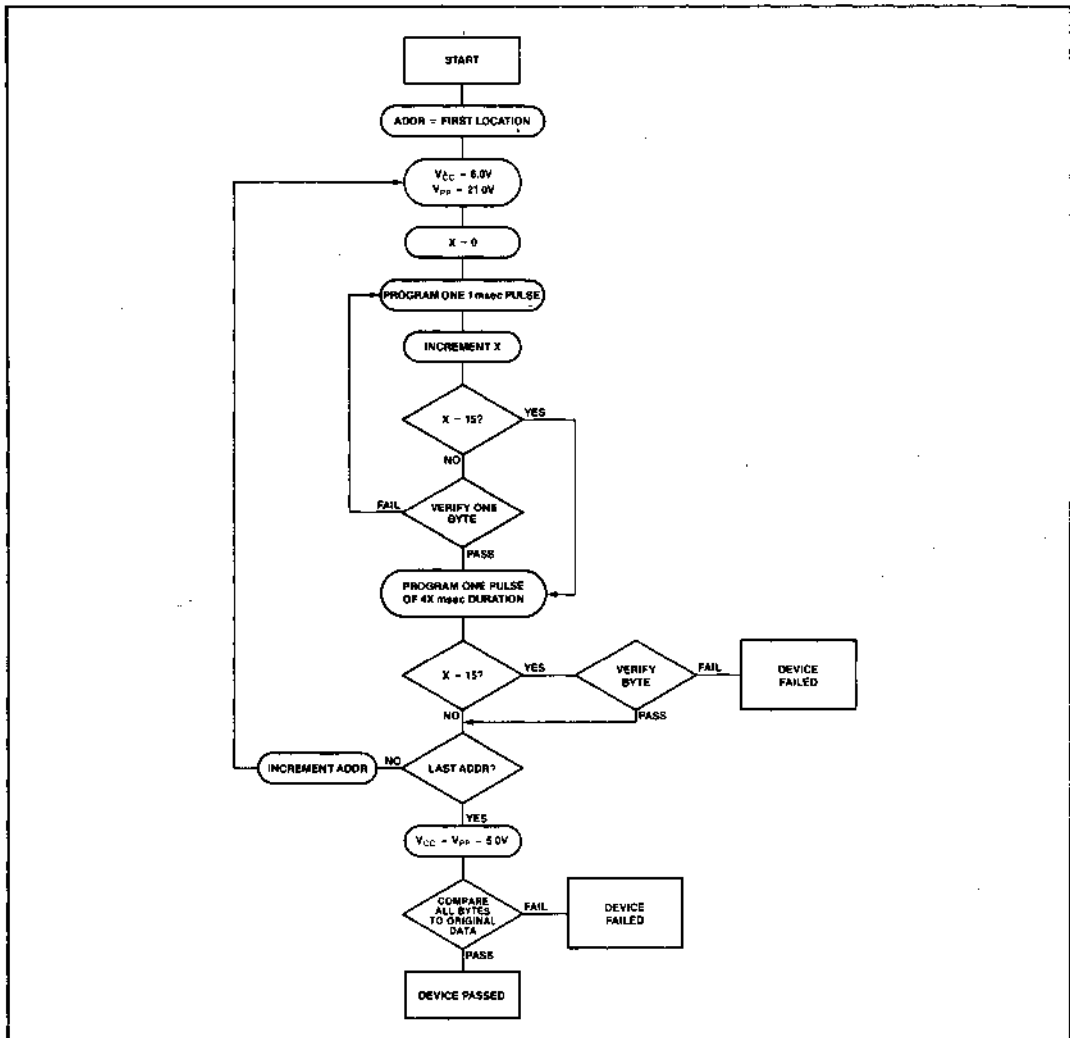 START
ADDR = FIRST LOCATION
VCC = 6.0V
VPP = 21.0V
X = 0
PROGRAM ONE 1 msec PULSE
INCREMENT X
X = 15?
YES
NO
FAIL
VERIFY ONE
BYTE
PASS
PROGRAM ONE PULSE
OF 4X msec DURATION
X = 15?
YES
VERIFY
BYTE
FAIL
DEVICE
FAILED
NO
PASS
INCREMENT ADDR
NO
LAST ADDR?
YES
VCC = VPP = 5.0V
COMPARE
ALL BYTES
TO ORIGINAL
DATA
FAIL
DEVICE
FAILED
PASS
DEVICE PASSED